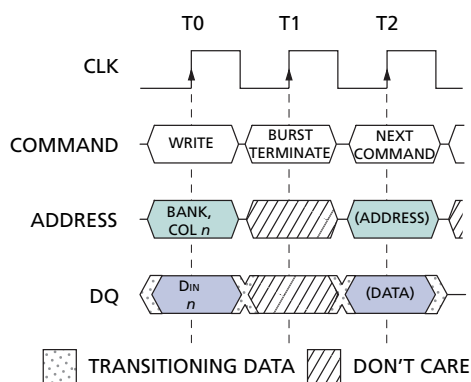 T0 T1 T2
CLK
COMMAND WRITE BURST TERMINATE NEXT COMMAND
ADDRESS BANK, COL n (ADDRESS)
DQ DIN n (DATA)
TRANSITIONING DATA DON'T CARE